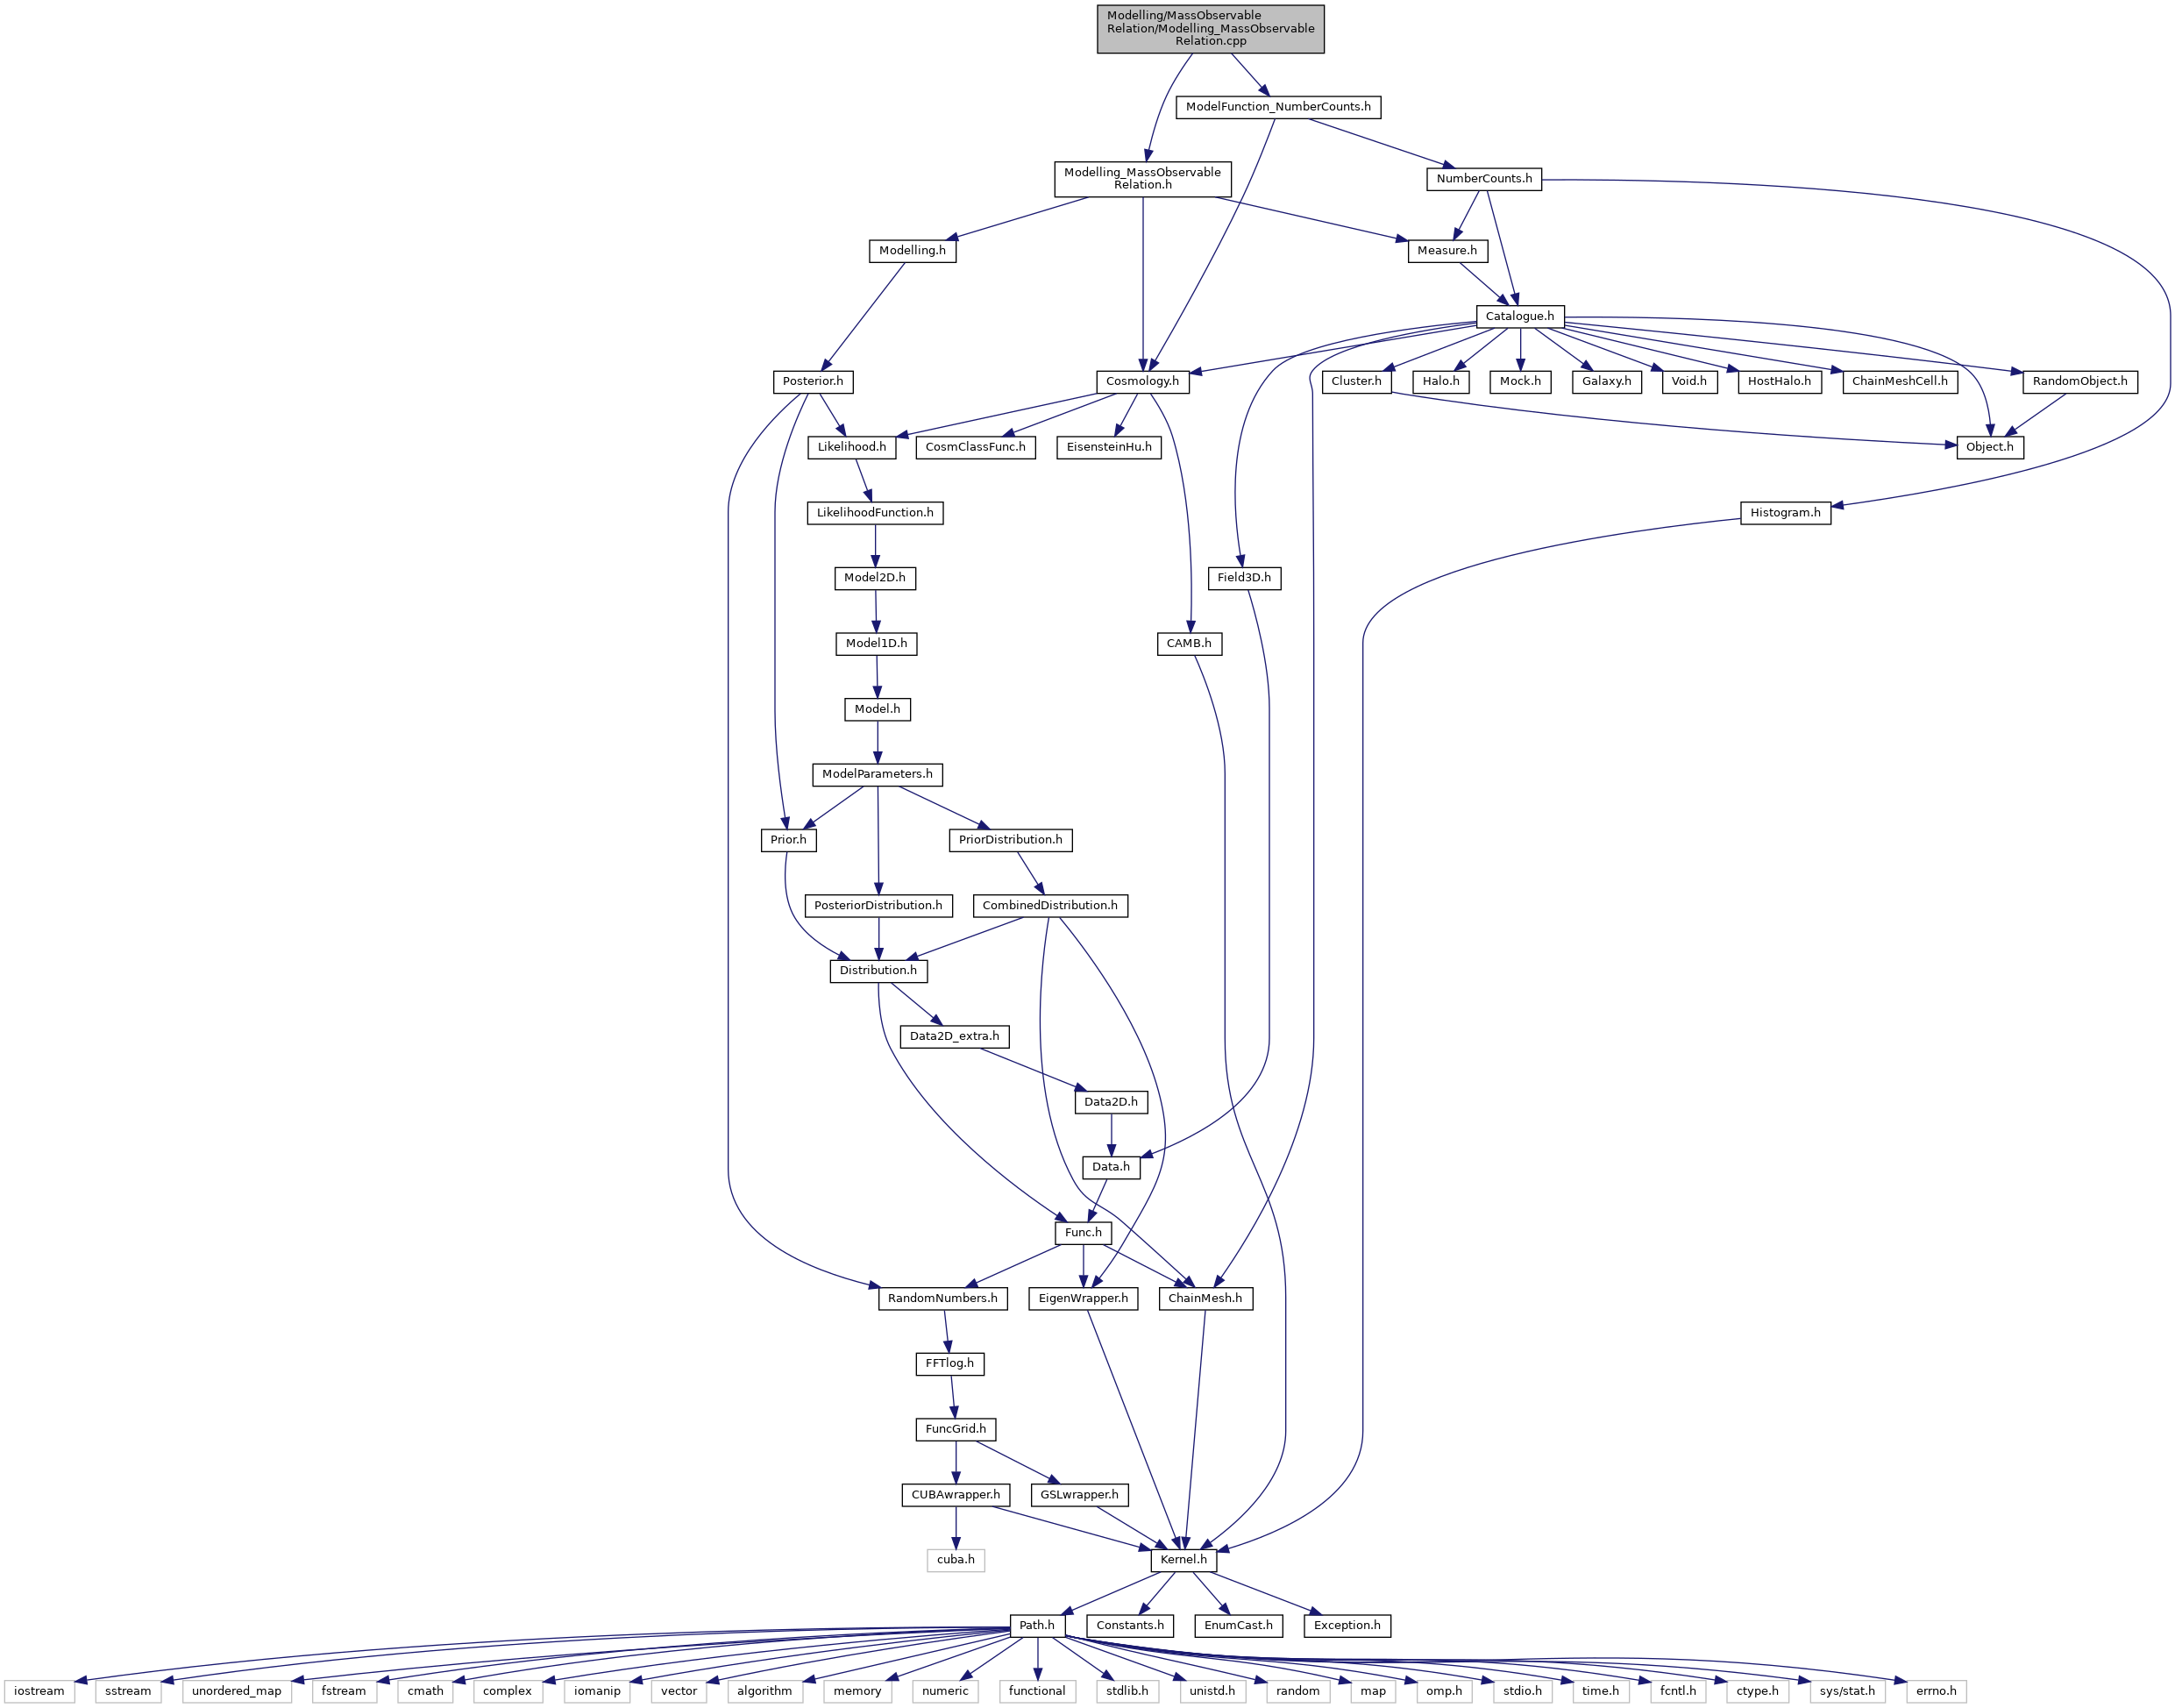 Modelling/MassObservable
Relation/Modelling_MassObservable
Relation.cpp
ModelFunction_NumberCounts.h
Modelling_MassObservable
Relation.h
NumberCounts.h
Modelling.h
Measure.h
Catalogue.h
Posterior.h
Cosmology.h
Cluster.h
Halo.h
Mock.h
Galaxy.h
Void.h
HostHalo.h
ChainMeshCell.h
RandomObject.h
Likelihood.h
CosmClassFunc.h
EisensteinHu.h
Object.h
LikelihoodFunction.h
Histogram.h
Model2D.h
Field3D.h
Model1D.h
CAMB.h
Model.h
ModelParameters.h
Prior.h
PriorDistribution.h
PosteriorDistribution.h
CombinedDistribution.h
Distribution.h
Data2D_extra.h
Data2D.h
Data.h
Func.h
RandomNumbers.h
EigenWrapper.h
ChainMesh.h
FFTlog.h
FuncGrid.h
CUBAwrapper.h
GSLwrapper.h
cuba.h
Kernel.h
Path.h
Constants.h
EnumCast.h
Exception.h
iostream
sstream
unordered_map
fstream
cmath
complex
iomanip
vector
algorithm
memory
numeric
functional
stdlib.h
unistd.h
random
map
omp.h
stdio.h
time.h
fcntl.h
ctype.h
sys/stat.h
errno.h